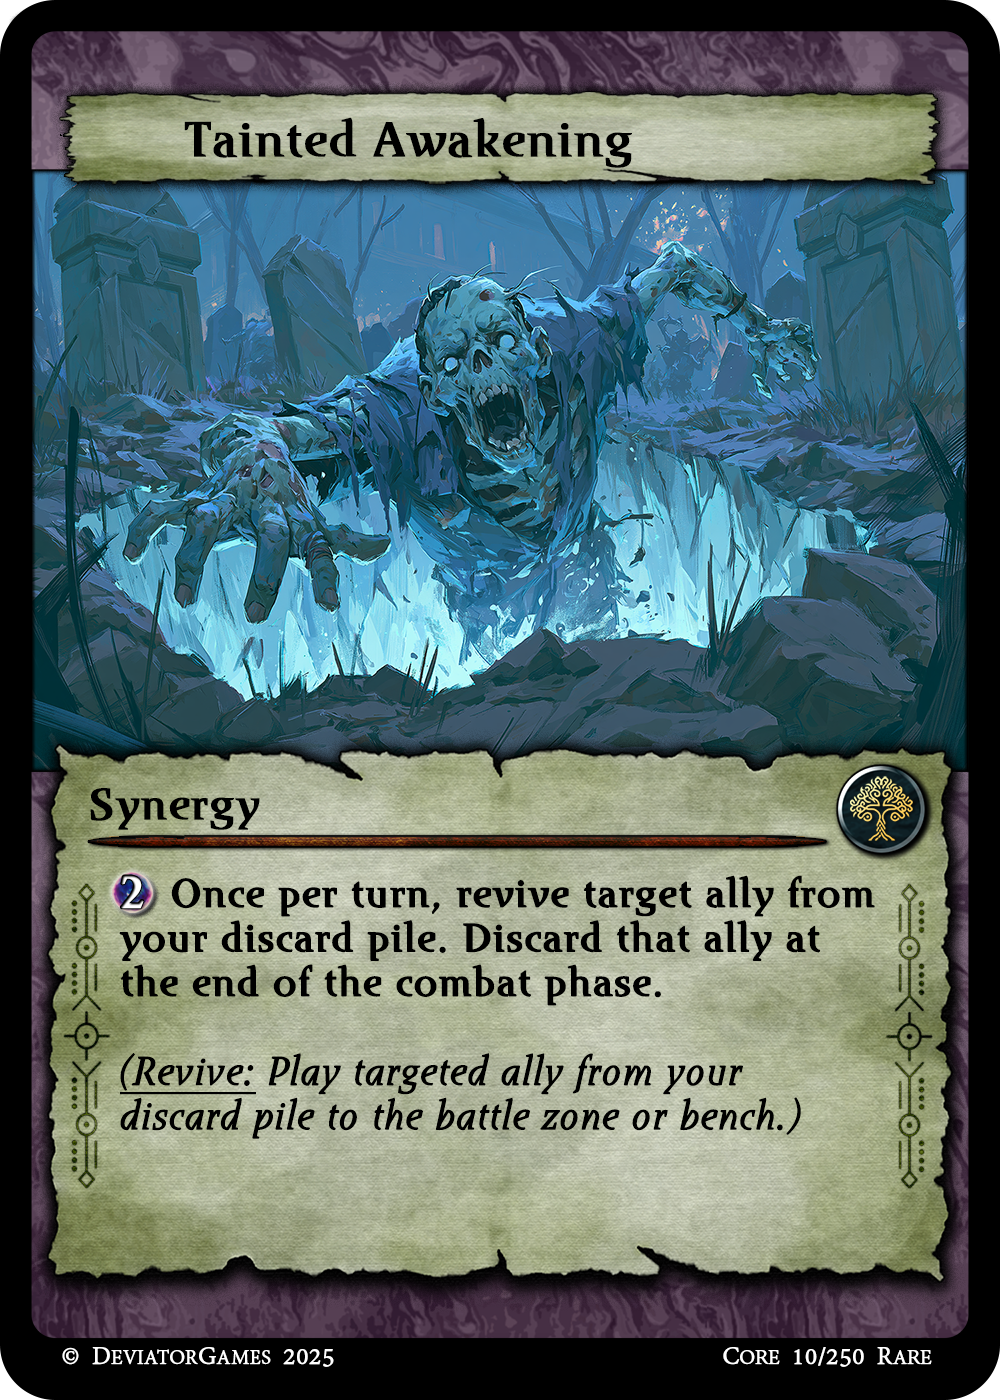 Tainted Awakening
Synergy
2 Once per turn, revive target ally from
your discard pile. Discard that ally at
the end of the combat phase.
(Revive: Play targeted ally from your
discard pile to the battle zone or bench.)
© DeviatorGames 2025
Core 10/250 Rare